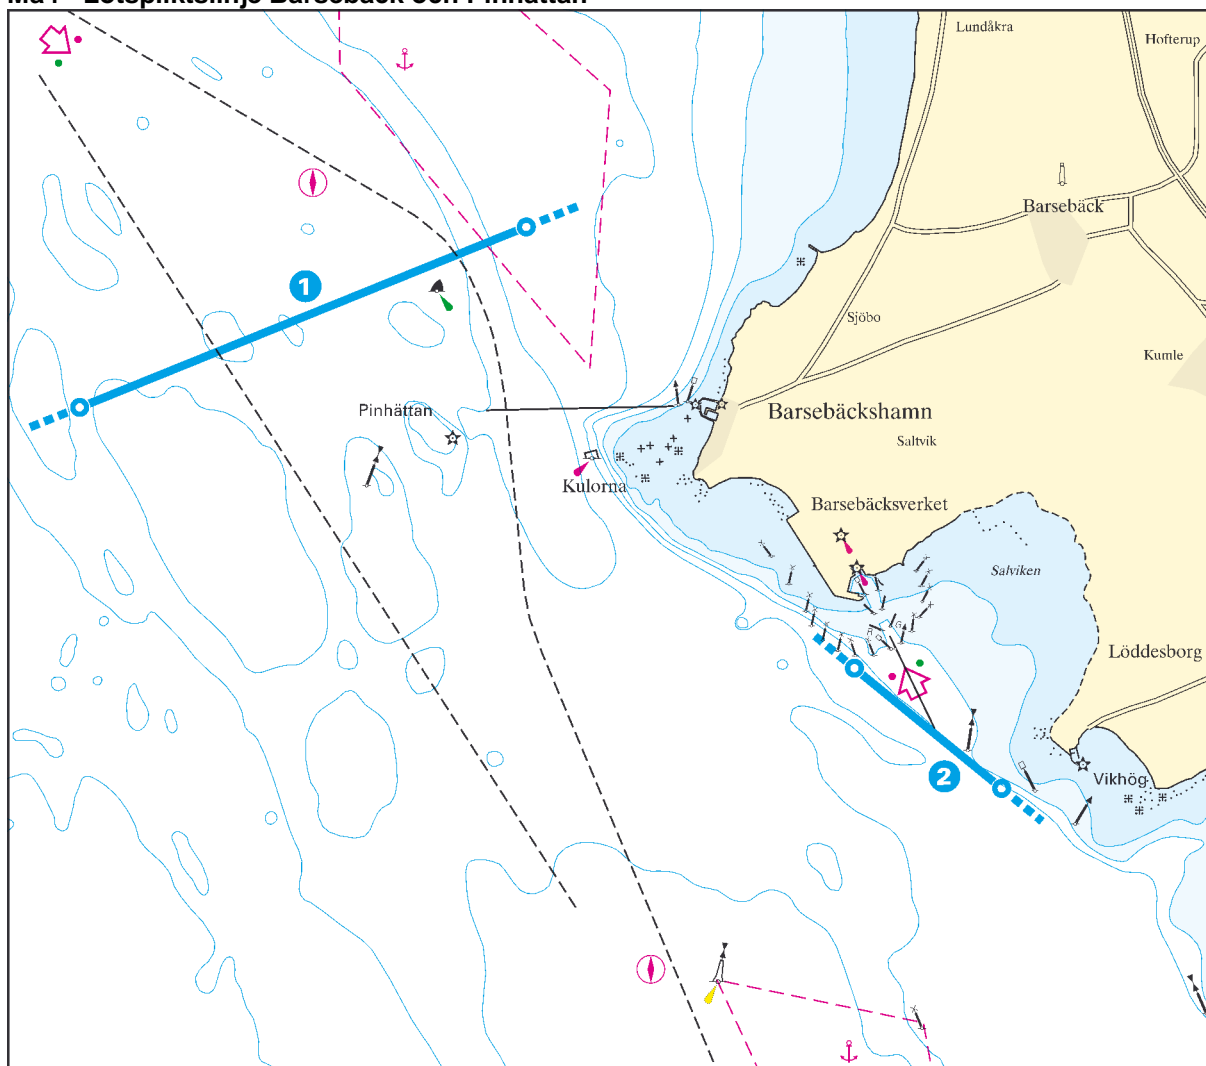 Lundåkra
Hofterup
Barsebäck
1
Sjöbo
Kumle
Pinhättan
Barsebäckshamn
Saltvik
Kulorna
Barsebäcksverket
Salviken
R
G
Löddesborg
2
Vikhög